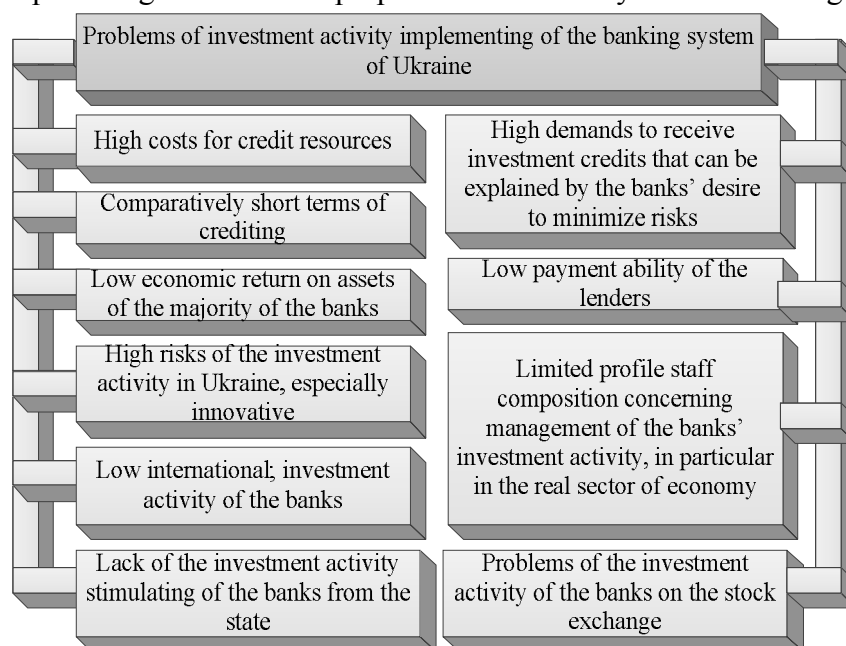 Problems of investment activity implementing of the banking system
of Ukraine
High costs for credit resources
Comparatively short terms of
crediting
Low economic return on assets
of the majority of the banks
High risks of the investment
activity in Ukraine, especially
innovative
Low international; investment
activity of the banks
Lack of the investment activity
stimulating of the banks from the
state
High demands to receive
investment credits that can be
explained by the banks’ desire
to minimize risks
Low payment ability of the
lenders
Limited profile staff
composition concerning
management of the banks’
investment activity, in particular
in the real sector of economy
Problems of the investment
activity of the banks on the stock
exchange